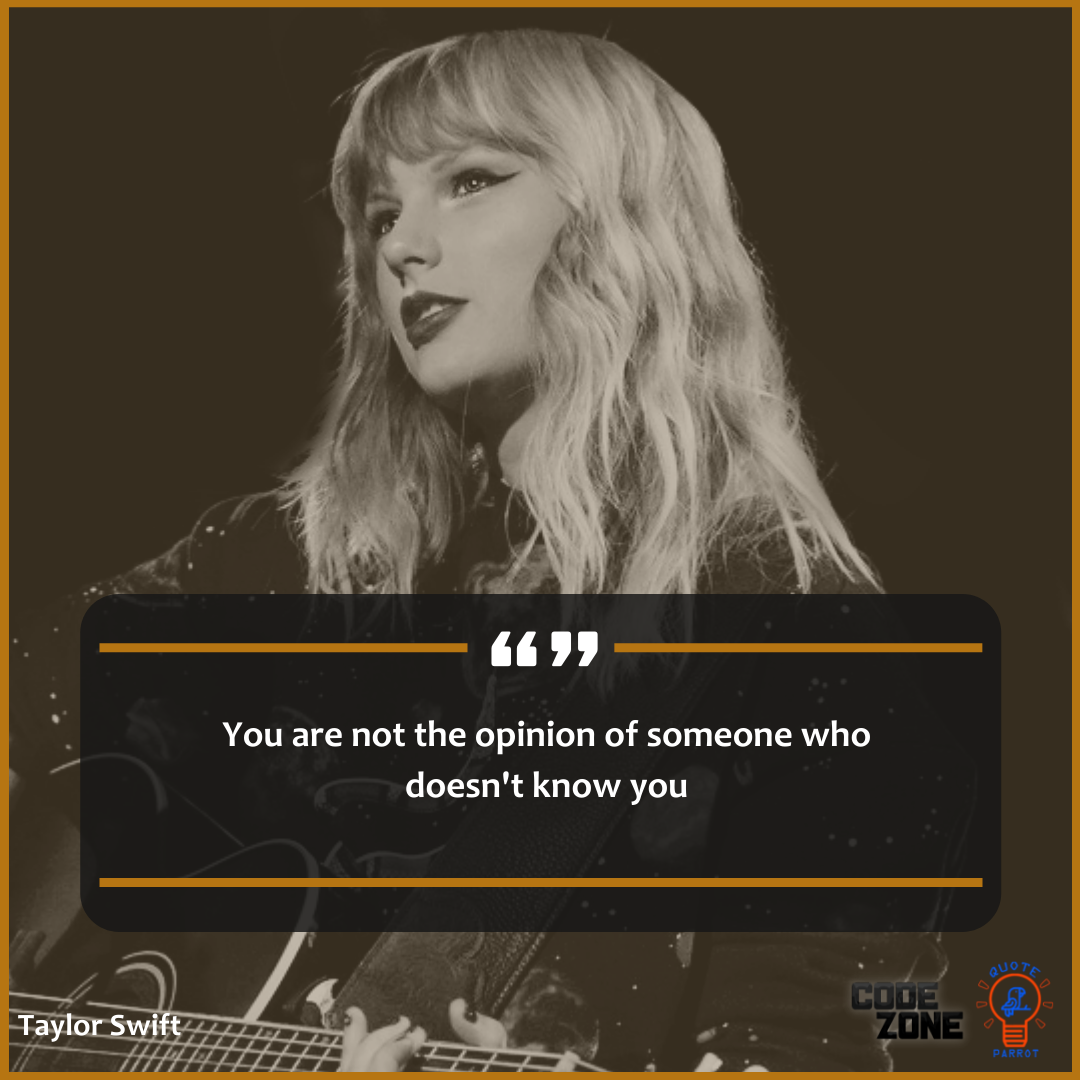 ❝❞
You are not the opinion of someone who
doesn't know you
Taylor Swift
CODE
ZONE
QUOTE
PARROT